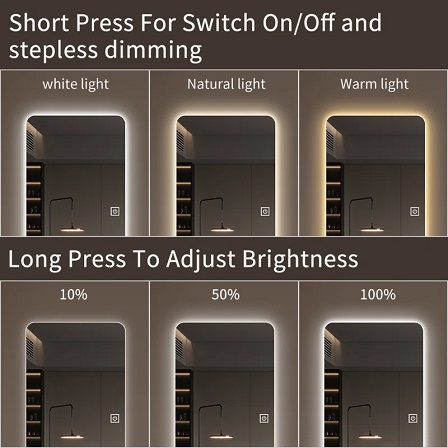 Short Press For Switch On/Off and
stepless dimming
white light
Natural light
Warm light
Long Press To Adjust Brightness
10%
50%
100%